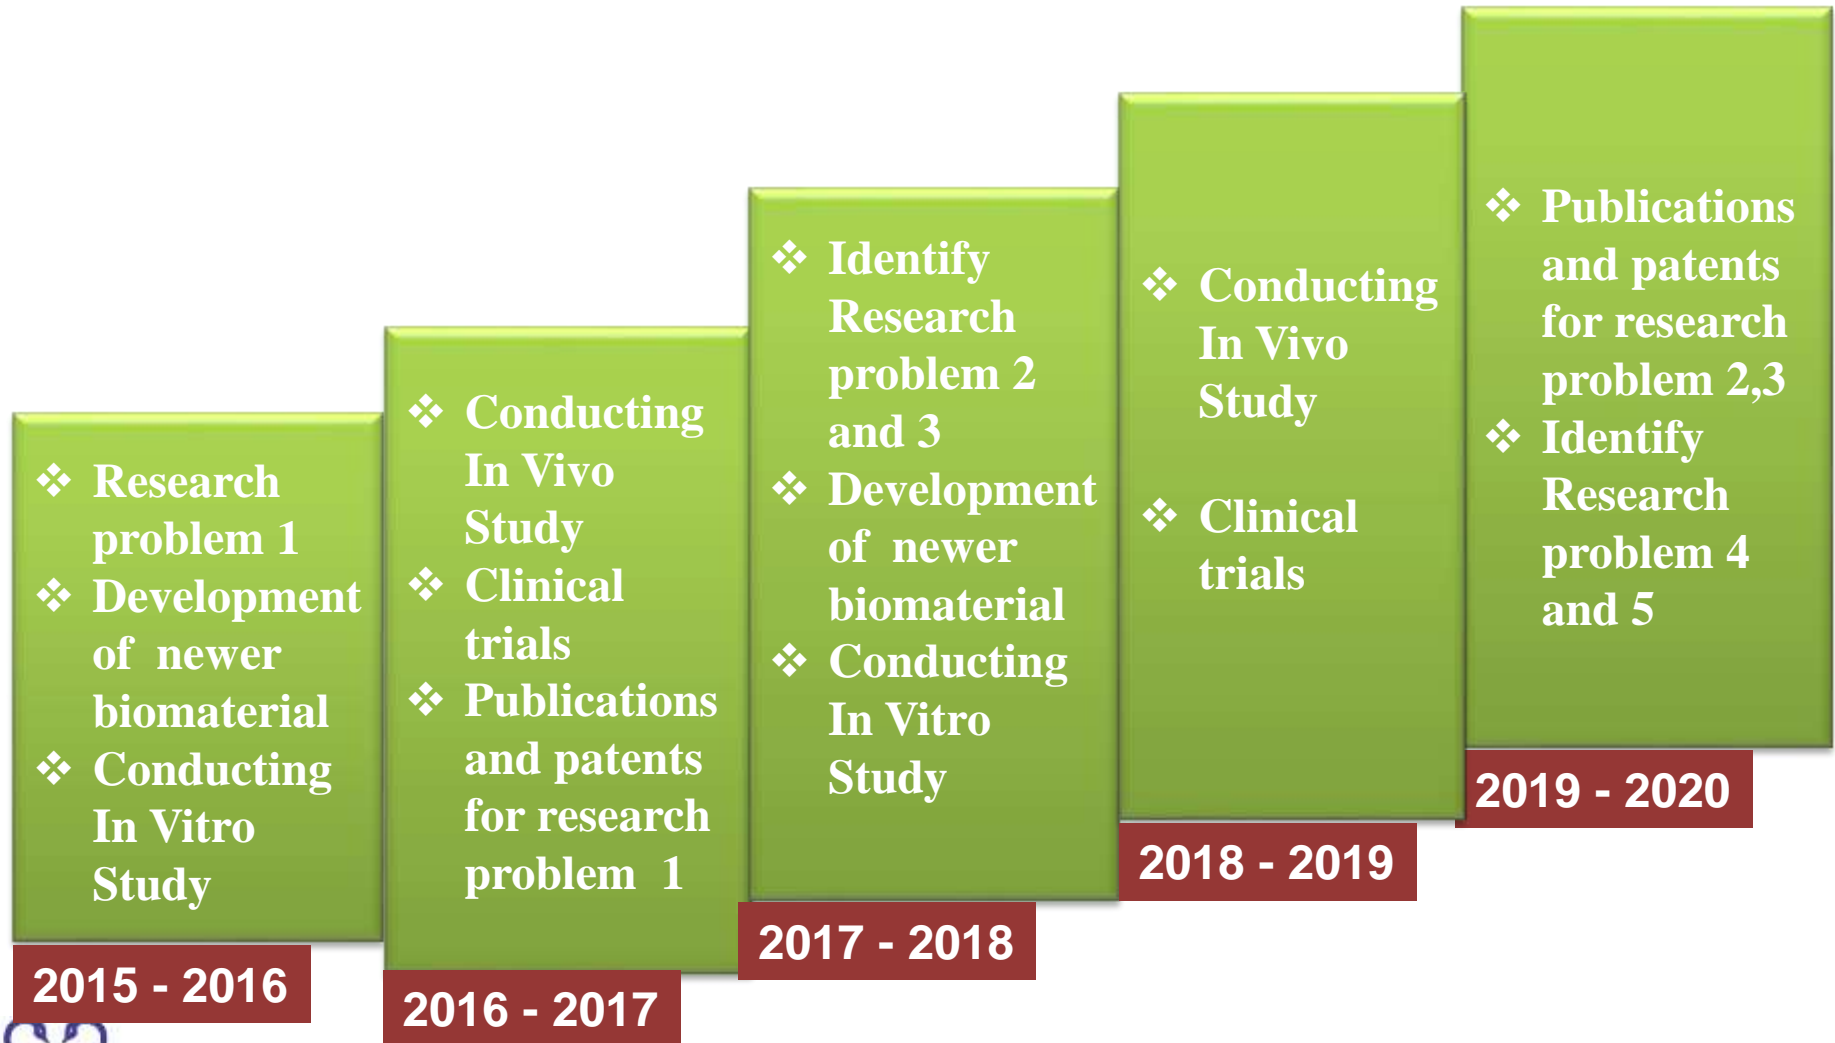 ❖ Research
problem 1
❖ Development
of newer
biomaterial
❖ Conducting
In Vitro
Study
2015 - 2016
❖ Conducting
In Vivo
Study
❖ Clinical
trials
❖ Publications
and patents
for research
problem 1
2016 - 2017
❖ Identify
Research
problem 2
and 3
❖ Development
of newer
biomaterial
❖ Conducting
In Vitro
Study
2017 - 2018
❖ Conducting
In Vivo
Study
❖ Clinical
trials
2018 - 2019
❖ Publications
and patents
for research
problem 2,3
❖ Identify
Research
problem 4
and 5
2019 - 2020